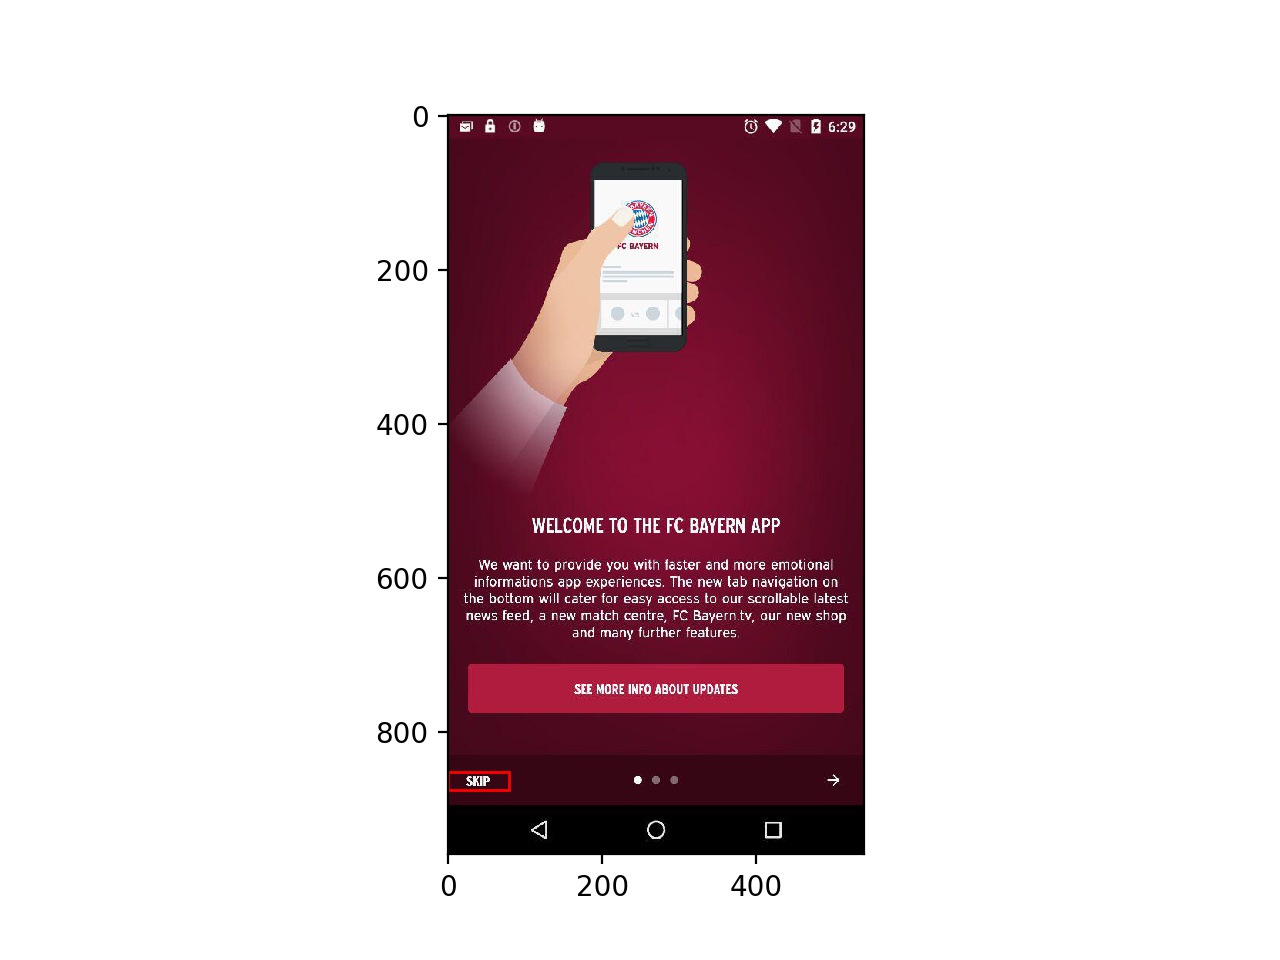 0
200
400
600
800
0
200
400
6:29
FC BAYERN
VS
WELCOME TO THE FC BAYERN APP
We want to provide you with faster and more emotional
informations app experiences. The new tab navigation on
the bottom will cater for easy access to our scrollable latest
news feed, a new match centre, FC Bayern.tv, our new shop
and many further features.
SEE MORE INFO ABOUT UPDATES
SKIP